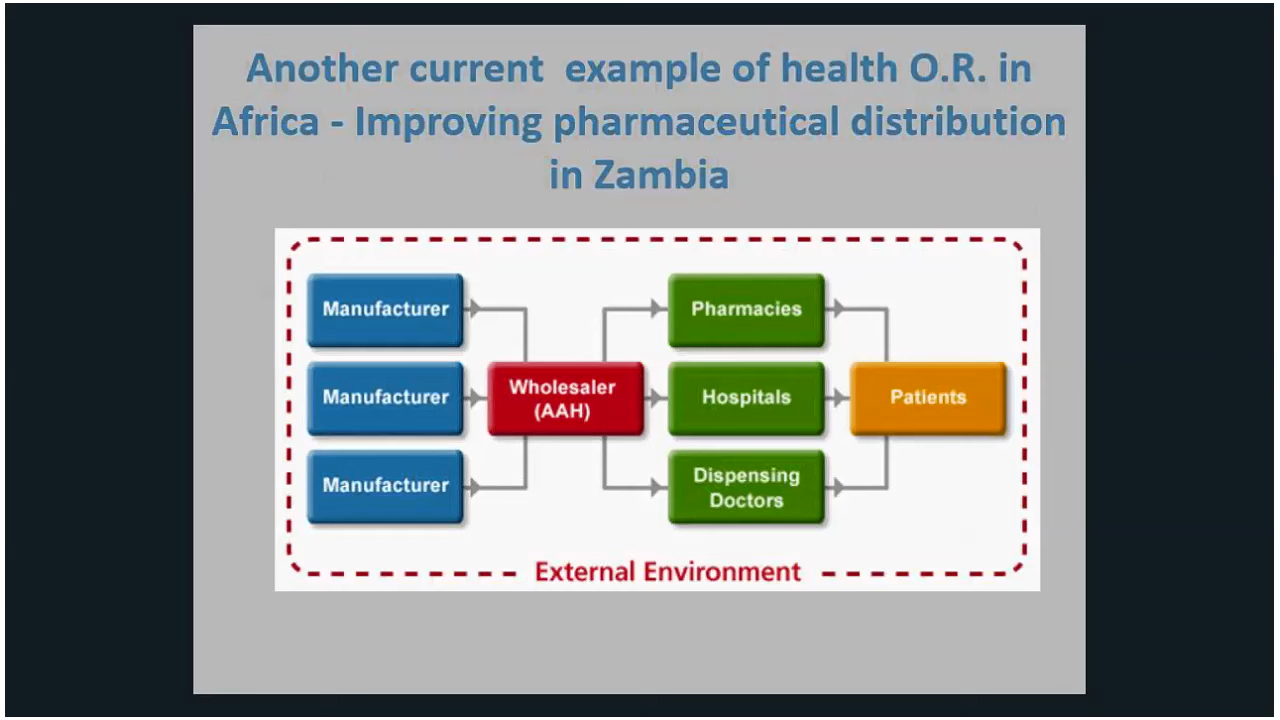 Another current  example of health O.R. in
Africa - Improving pharmaceutical distribution
in Zambia
Manufacturer
Manufacturer
Manufacturer
Wholesaler
(AAH)
Pharmacies
Hospitals
Dispensing
Doctors
Patients
External Environment